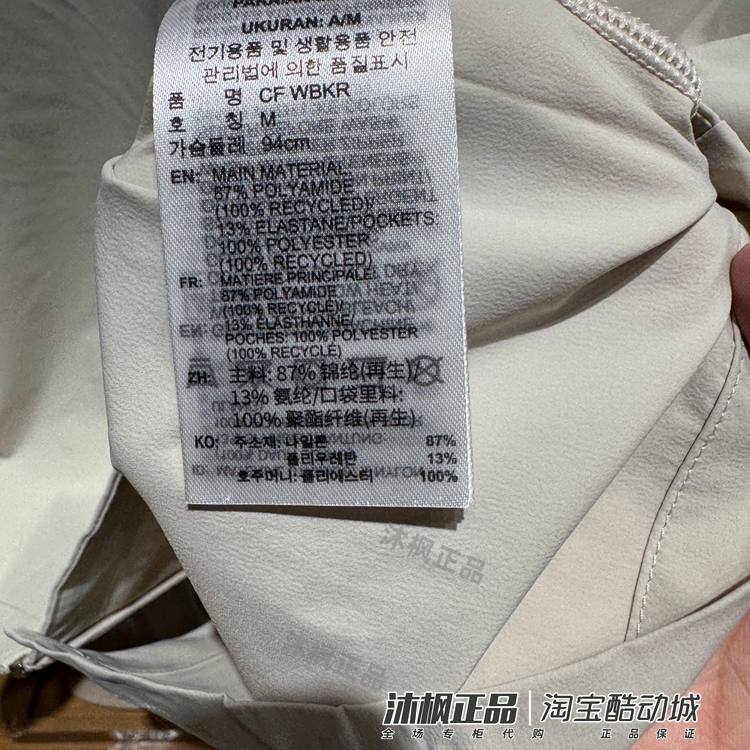 PAKAIAN
UKURAN: A/M
전기용품 및 생활용품 안전
관리법에 의한 품질표시
품 명 CF WBKR
호 칭 M
가슴둘레 94cm
EN: MAIN MATERIAL:
87% POLYAMIDE
(100% RECYCLED)/
13% ELASTANE/POCKETS:
100% POLYESTER
(100% RECYCLED)
FR: MATIERE PRINCIPALE:
87% POLYAMIDE
(100% RECYCLÉ)/
13% ELASTHANNE/
POCHES: 100% POLYESTER
(100% RECYCLÉ)
ZH: 主料: 87% 锦纶(再生)/
13% 氨纶/口袋里料:
100% 聚酯纤维(再生)
KO: 주소재: 나일론 87%
폴리우레탄 13%
호주머니: 폴리에스터 100%
沐枫正品
沐枫正品
沐枫正品 淘宝酷动城
全场专柜代购 正品保证